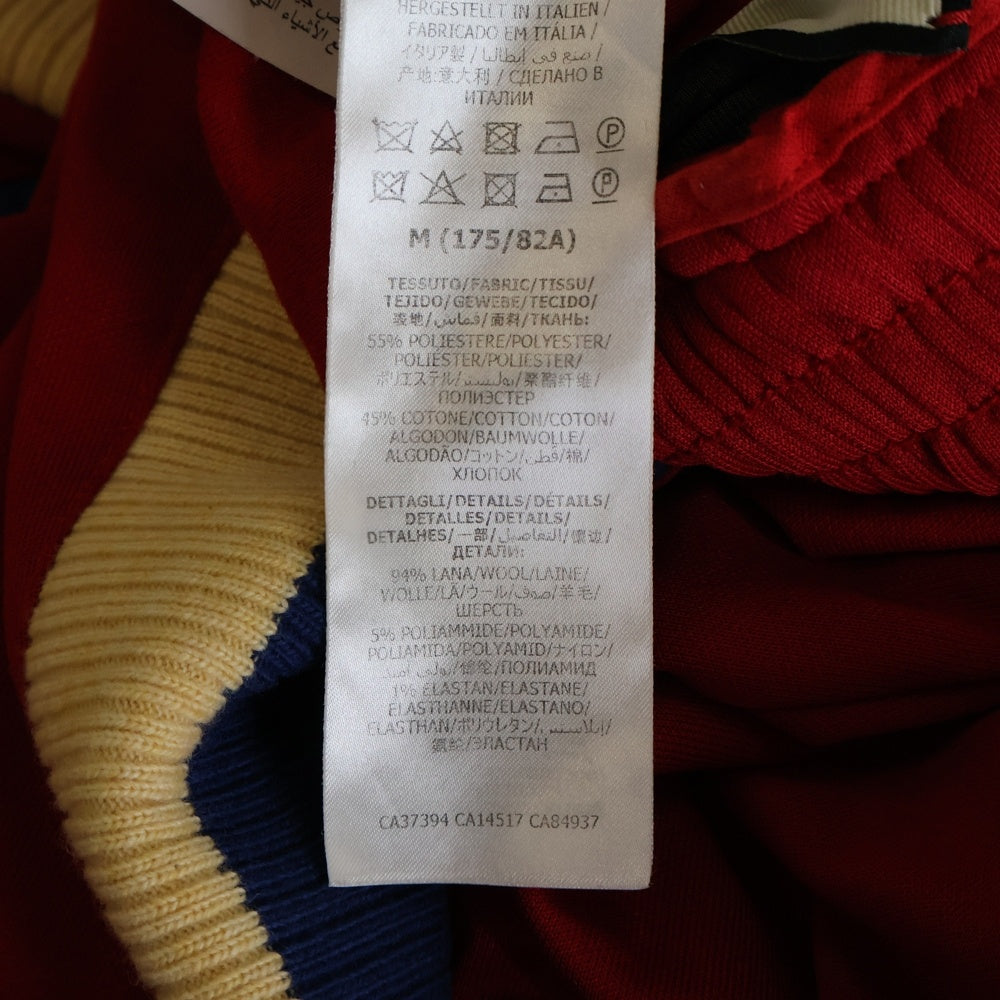 HERGESTELLT IN ITALIEN /
FABRICADO EM ITÁLIA /
イタリア製 / صنع في ايطاليا /
产地:意大利 / СДЕЛАНО В
ИТАЛИИ
M (175/82A)
TESSUTO/FABRIC/TISSU/
TEJIDO/GEWEBE/TECIDO/
表地/قماش/面料/ТКАНЬ:
55% POLIESTERE/POLYESTER/
POLIESTER/POLIESTER/
ポリエステル/بوليستر/聚酯纤维/
ПОЛИЭСТЕР
45% COTONE/COTTON/COTON/
ALGODON/BAUMWOLLE/
ALGODÃO/コットン/قطن/棉/
ХЛОПОК
DETTAGLI/DETAILS/DÉTAILS/
DETALLES/DETAILS/
DETALHES/一部/التفاصيل/镶边/
ДЕТАЛИ:
94% LANA/WOOL/LAINE/
WOLLE/LÃ/ウール/صوف/羊毛/
ШЕРСТЬ
5% POLIAMMIDE/POLYAMIDE/
POLIAMIDA/POLYAMID/ナイロン/
锦纶/ПОЛИАМИД
1% ELASTAN/ELASTANE/
ELASTHANNE/ELASTANO/
ELASTHAN/ポリウレタン/
氨纶/ЭЛАСТАН
CA37394 CA14517 CA84937